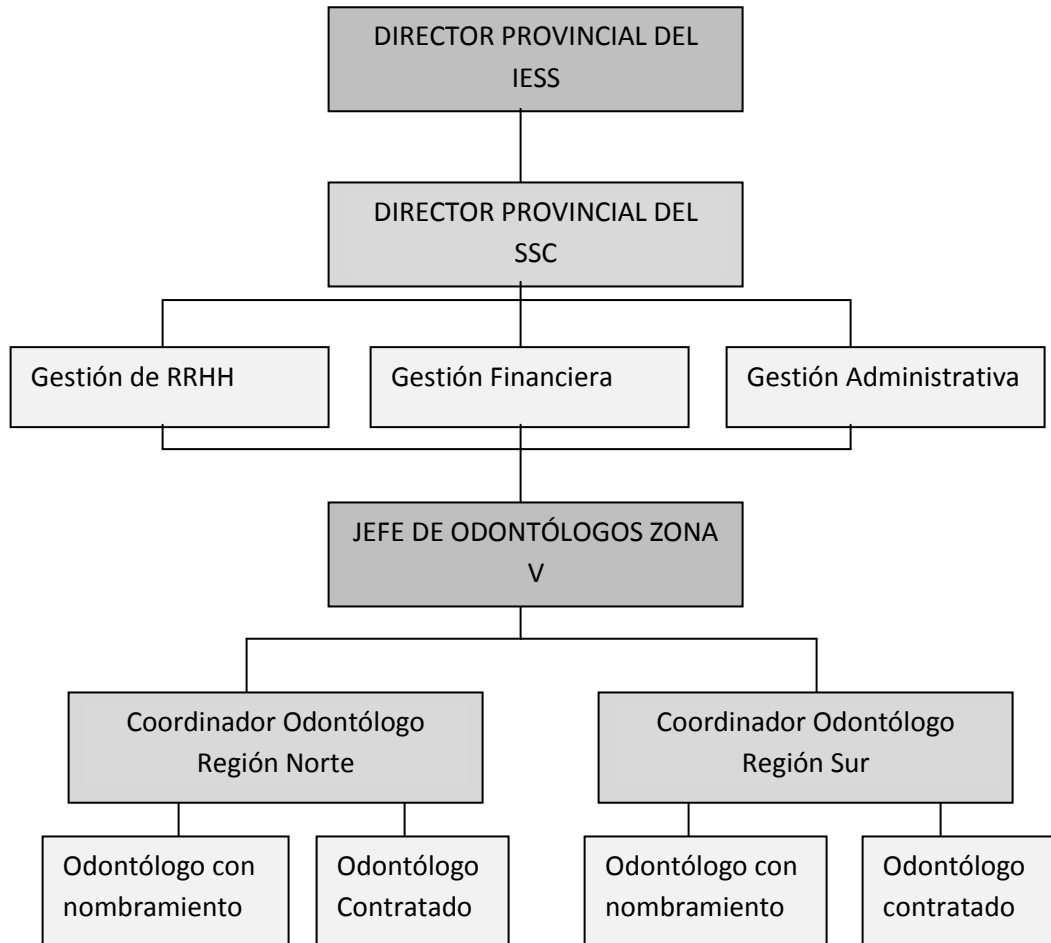 DIRECTOR PROVINCIAL DEL
IESS
DIRECTOR PROVINCIAL DEL
SSC
Gestión de RRHH
Gestión Financiera
Gestión Administrativa
JEFE DE ODONTÓLOGOS ZONA
V
Coordinador Odontólogo
Región Norte
Coordinador Odontólogo
Región Sur
Odontólogo con
nombramiento
Odontólogo
Contratado
Odontólogo con
nombramiento
Odontólogo
contratado